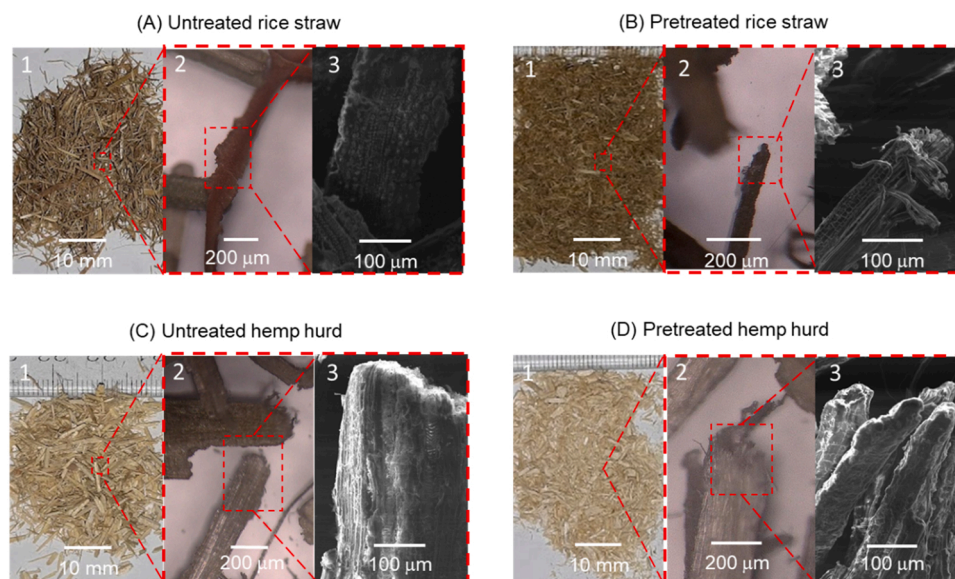 (A) Untreated rice straw
1
2
3
10 mm
200 μm
100 μm
(B) Pretreated rice straw
1
2
3
10 mm
200 μm
100 μm
(C) Untreated hemp hurd
1
2
3
10 mm
200 μm
100 μm
(D) Pretreated hemp hurd
1
2
3
10 mm
200 μm
100 μm